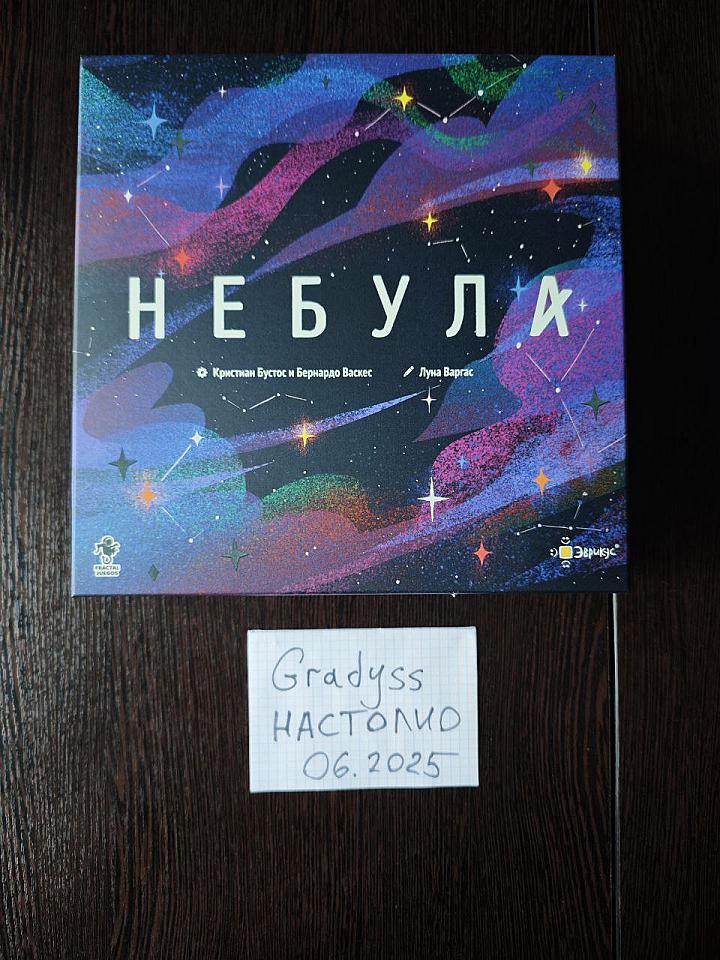 НЕБУЛА
Кристиан Бустос и Бернардо Васкес
Луна Варгас
FRACTAL
JUEGOS
Эврикус
Gradyss
НАСТОЛИО
06.2025